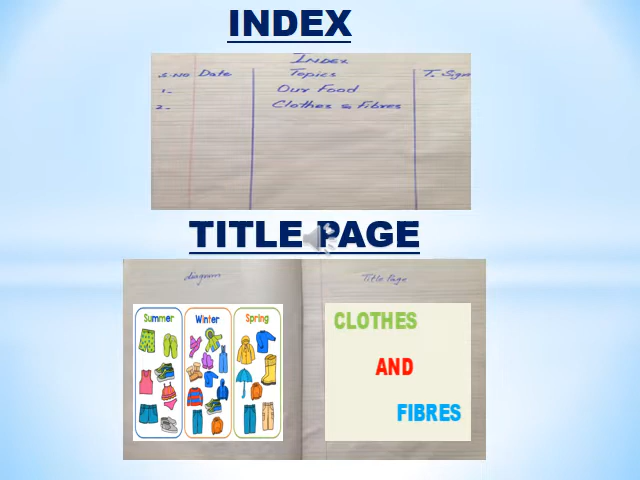 INDEX
Index
S.No Date Topics T. Sign
1- Our Food
2- Clothes & Fibres
TITLE PAGE
diagram Title Page
Summer Winter Spring
CLOTHES
AND
FIBRES